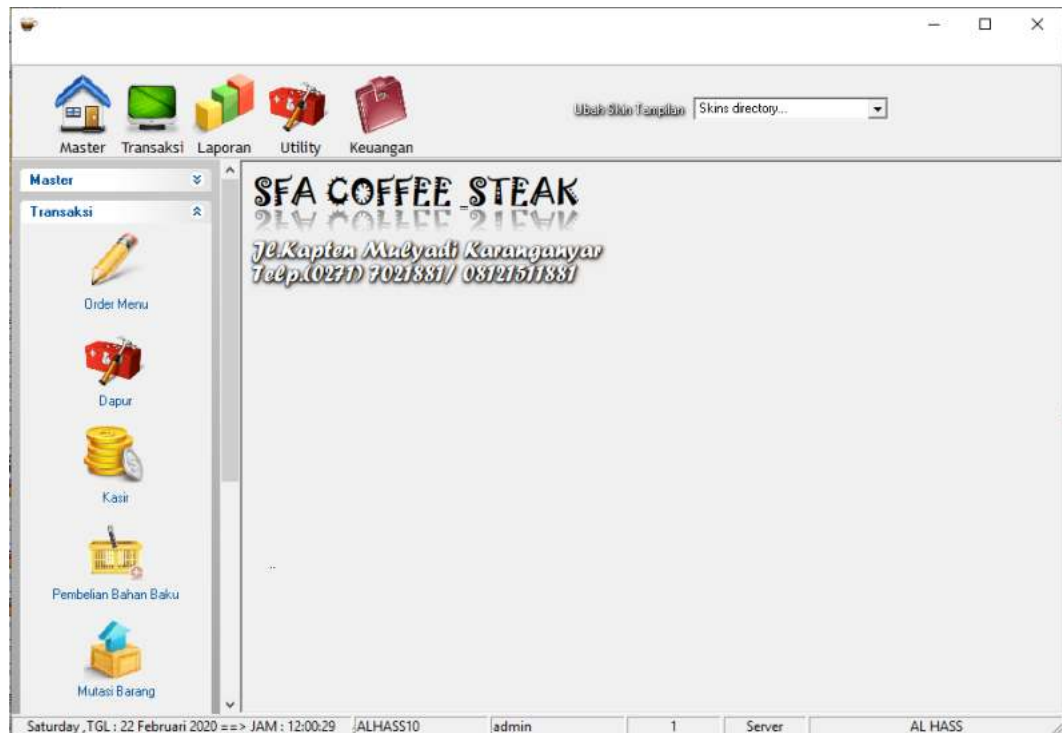 Master Transaksi Laporan Utility Keuangan
Ubah Skin Tampilan Skins directory...
Master
Transaksi
Order Menu
Dapur
Kasir
Pembelian Bahan Baku
Mutasi Barang
SFA COFFEE _STEAK
Jl.Kapten Mulyadi Karanganyar
Telp.(0271) 7021881/ 08121511881
..
Saturday ,TGL : 22 Februari 2020 ==> JAM : 12:00:29 ALHASS10 admin 1 Server AL HASS